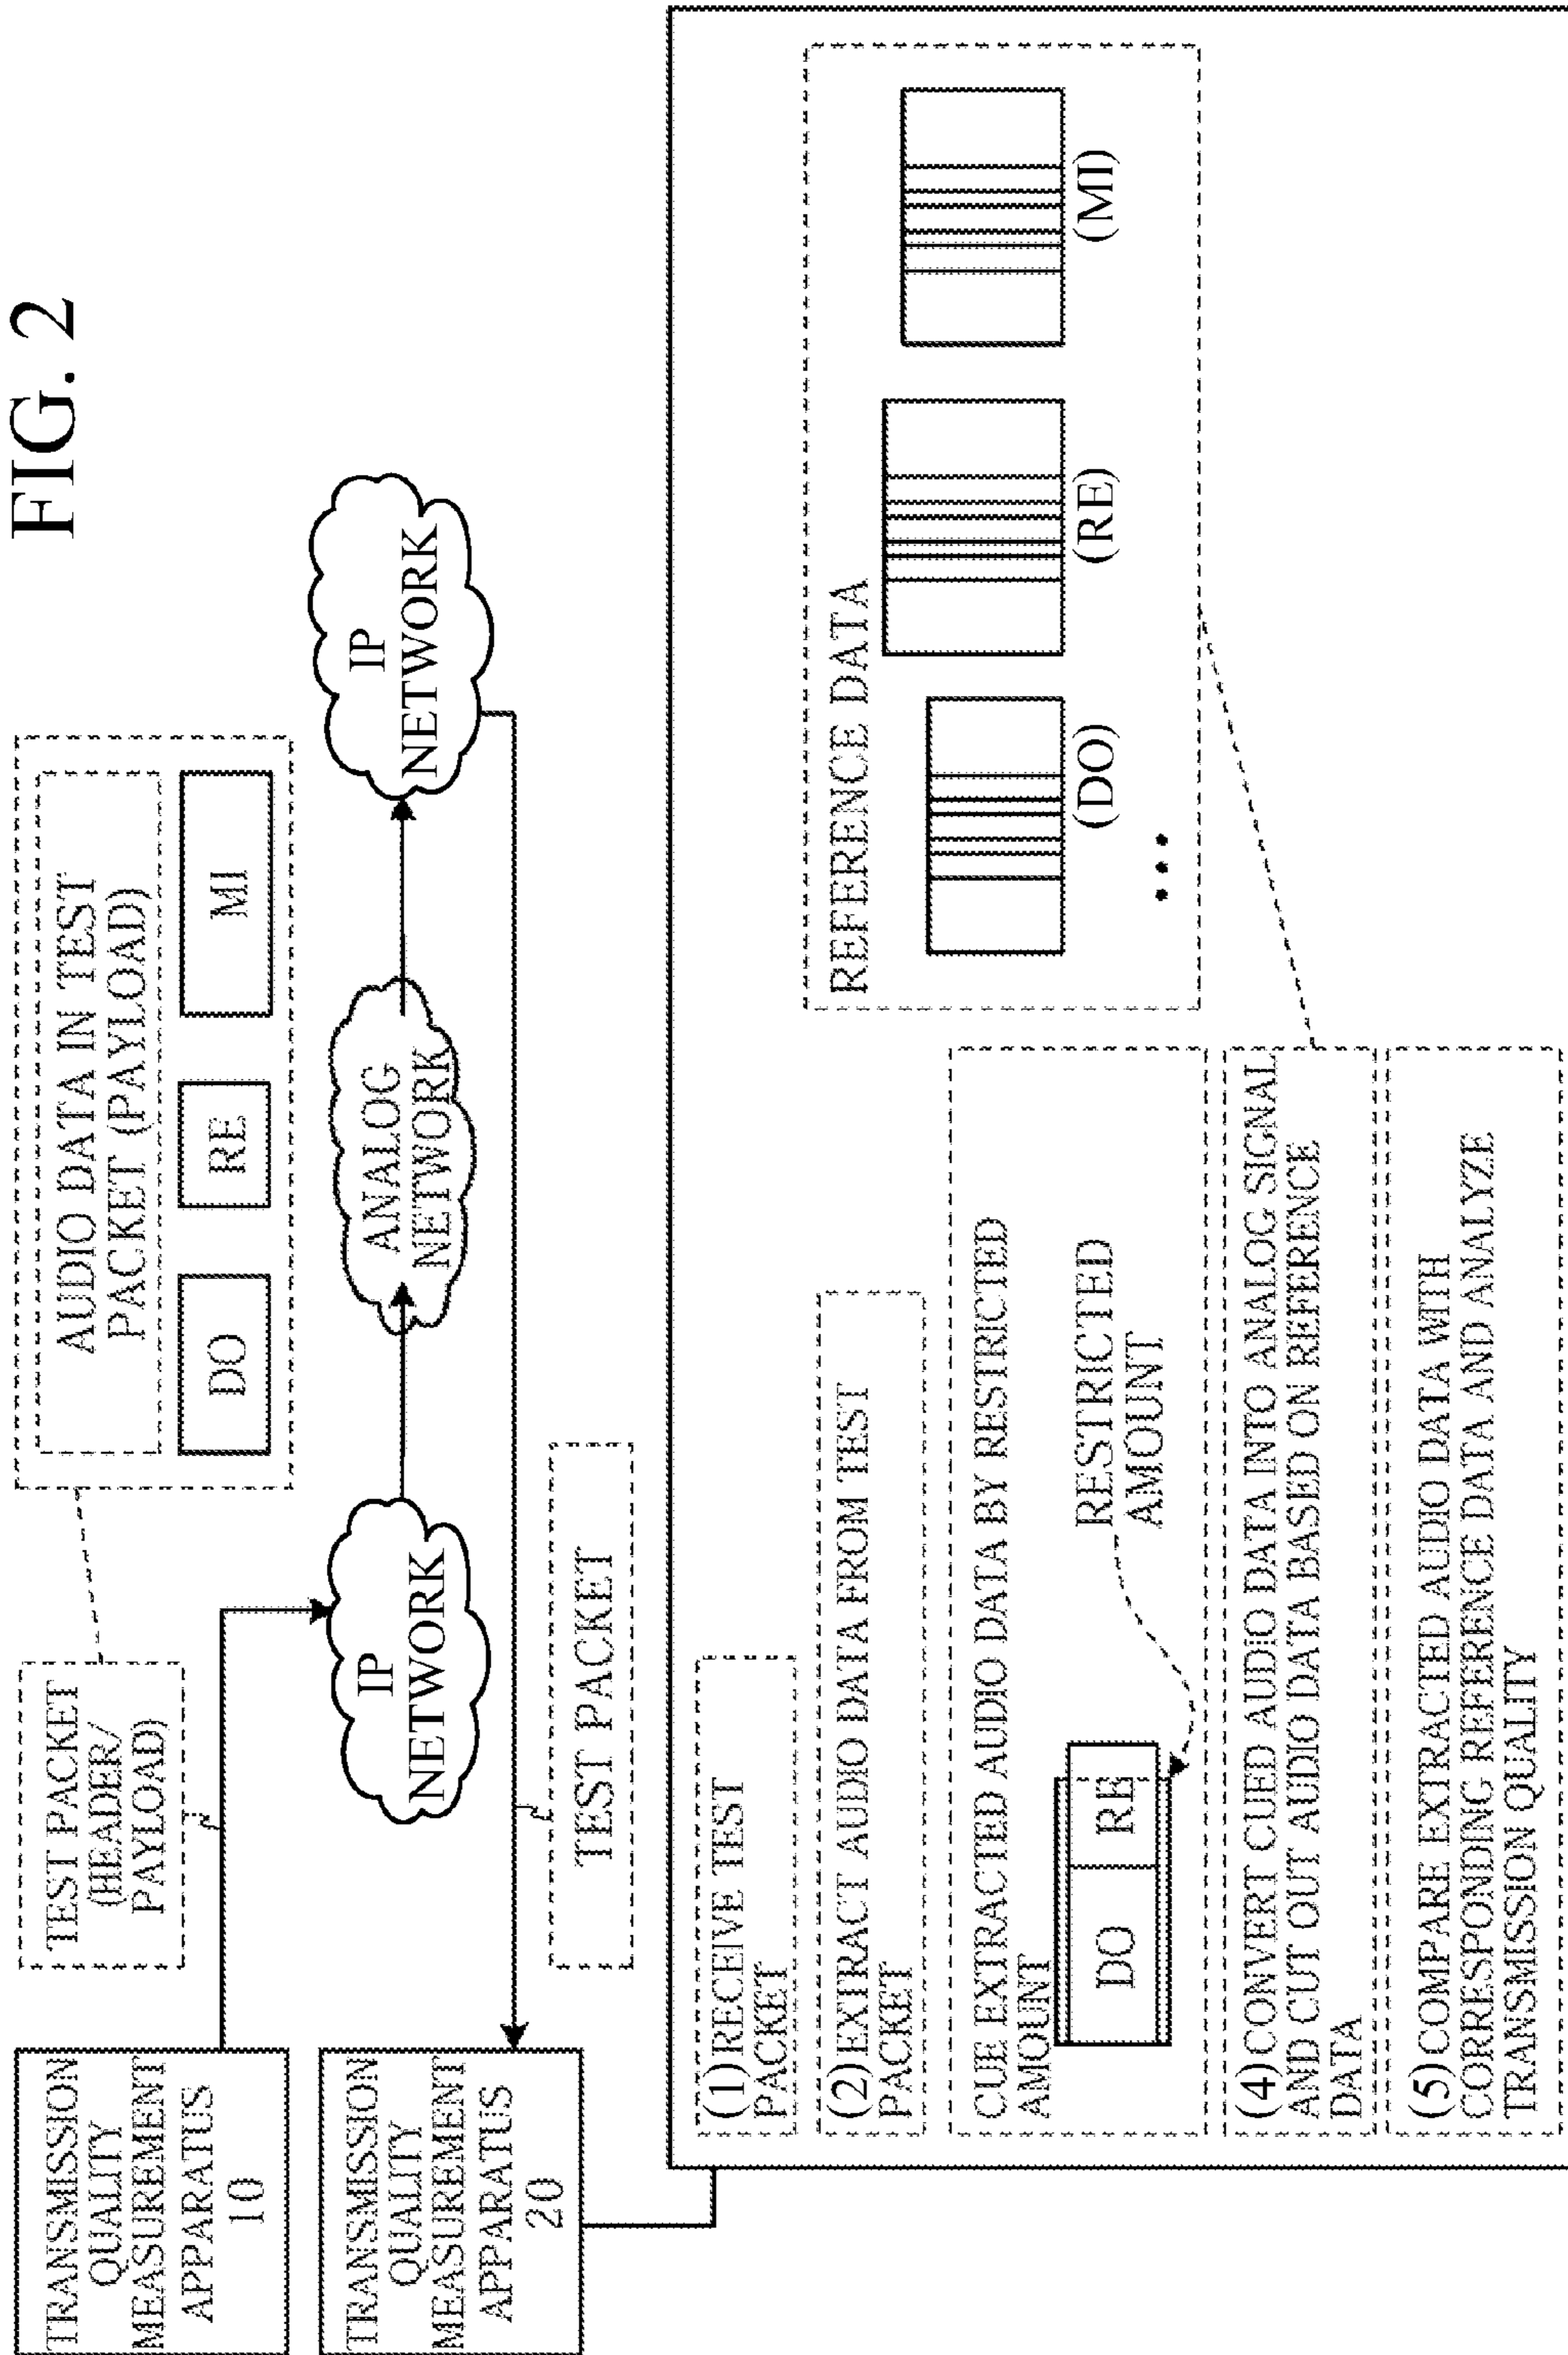 FIG. 2
TRANSMISSION
QUALITY
MEASUREMENT
APPARATUS
10
TEST PACKET
(HEADER/
PAYLOAD)
AUDIO DATA IN TEST
PACKET (PAYLOAD)
DO
RE
MI
IP
NETWORK
ANALOG
NETWORK
IP
NETWORK
TRANSMISSION
QUALITY
MEASUREMENT
APPARATUS
20
TEST PACKET
(1) RECEIVE TEST
PACKET
(2) EXTRACT AUDIO DATA FROM TEST
PACKET
CUE EXTRACTED AUDIO DATA BY RESTRICTED
AMOUNT
DO
RE
RESTRICTED
AMOUNT
(4) CONVERT CUED AUDIO DATA INTO ANALOG SIGNAL
AND CUT OUT AUDIO DATA BASED ON REFERENCE
DATA
(5) COMPARE EXTRACTED AUDIO DATA WITH
CORRESPONDING REFERENCE DATA AND ANALYZE
TRANSMISSION QUALITY
REFERENCE DATA
(DO)
(RE)
(MI)
...